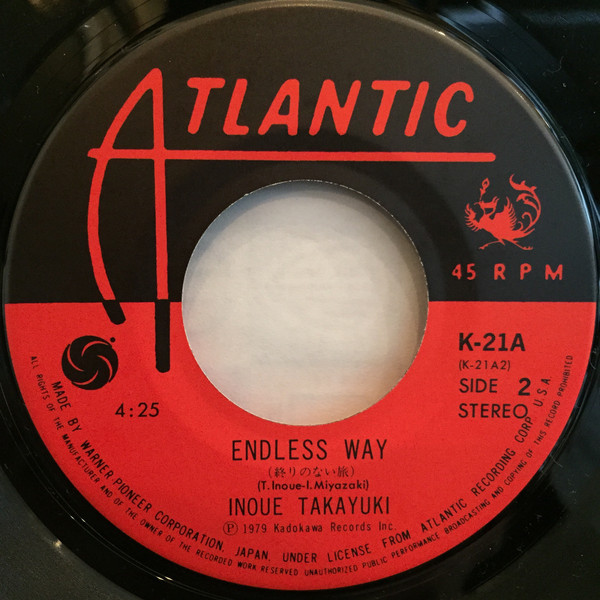 ATLANTIC
45 RPM
K-21A
(K-21A2)
SIDE 2
STEREO
4:25
ENDLESS WAY
(終りのない旅)
(T.Inoue-I.Miyazaki)
INOUE TAKAYUKI
Ⓟ 1979 Kadokawa Records Inc.
MADE BY WARNER PIONEER CORPORATION, JAPAN, UNDER LICENSE FROM ATLANTIC RECORDING CORP., U.S.A.
ALL RIGHTS OF THE MANUFACTURER AND OF THE OWNER OF THE RECORDED WORK RESERVED UNAUTHORIZED PUBLIC PERFORMANCE BROADCASTING AND COPYING OF THIS RECORD PROHIBITED